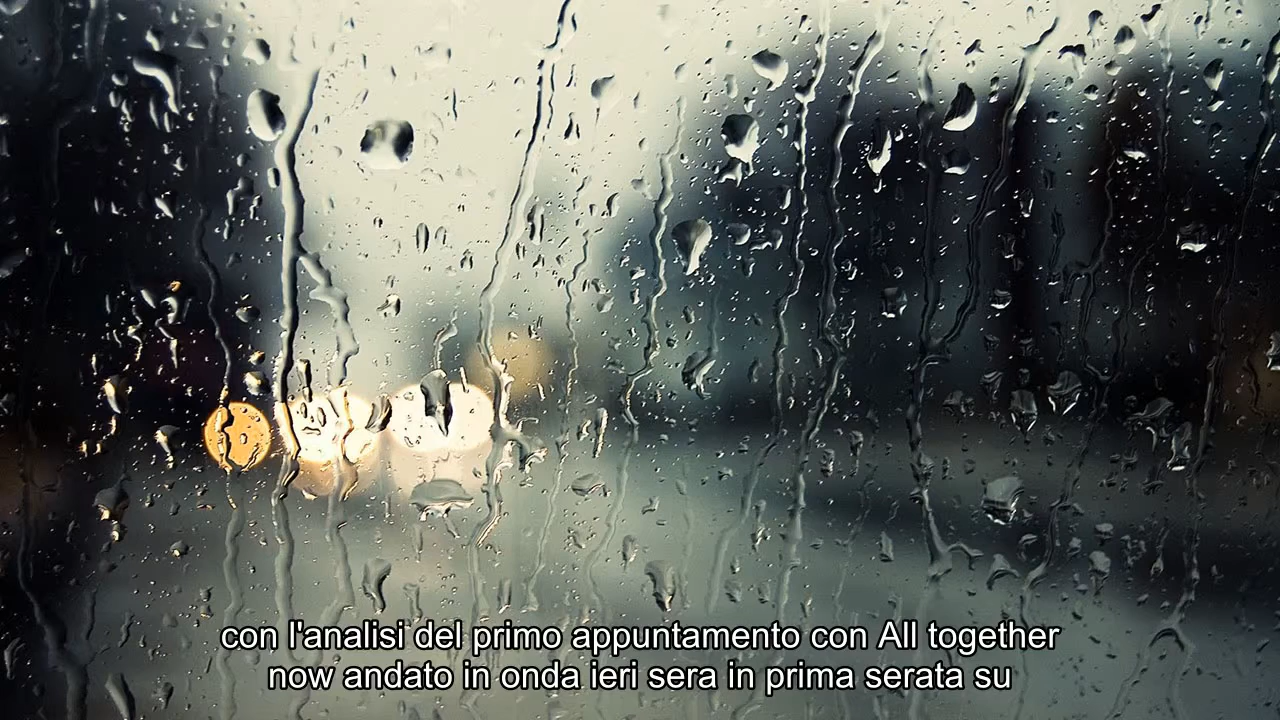 con l'analisi del primo appuntamento con All together
now andato in onda ieri sera in prima serata su